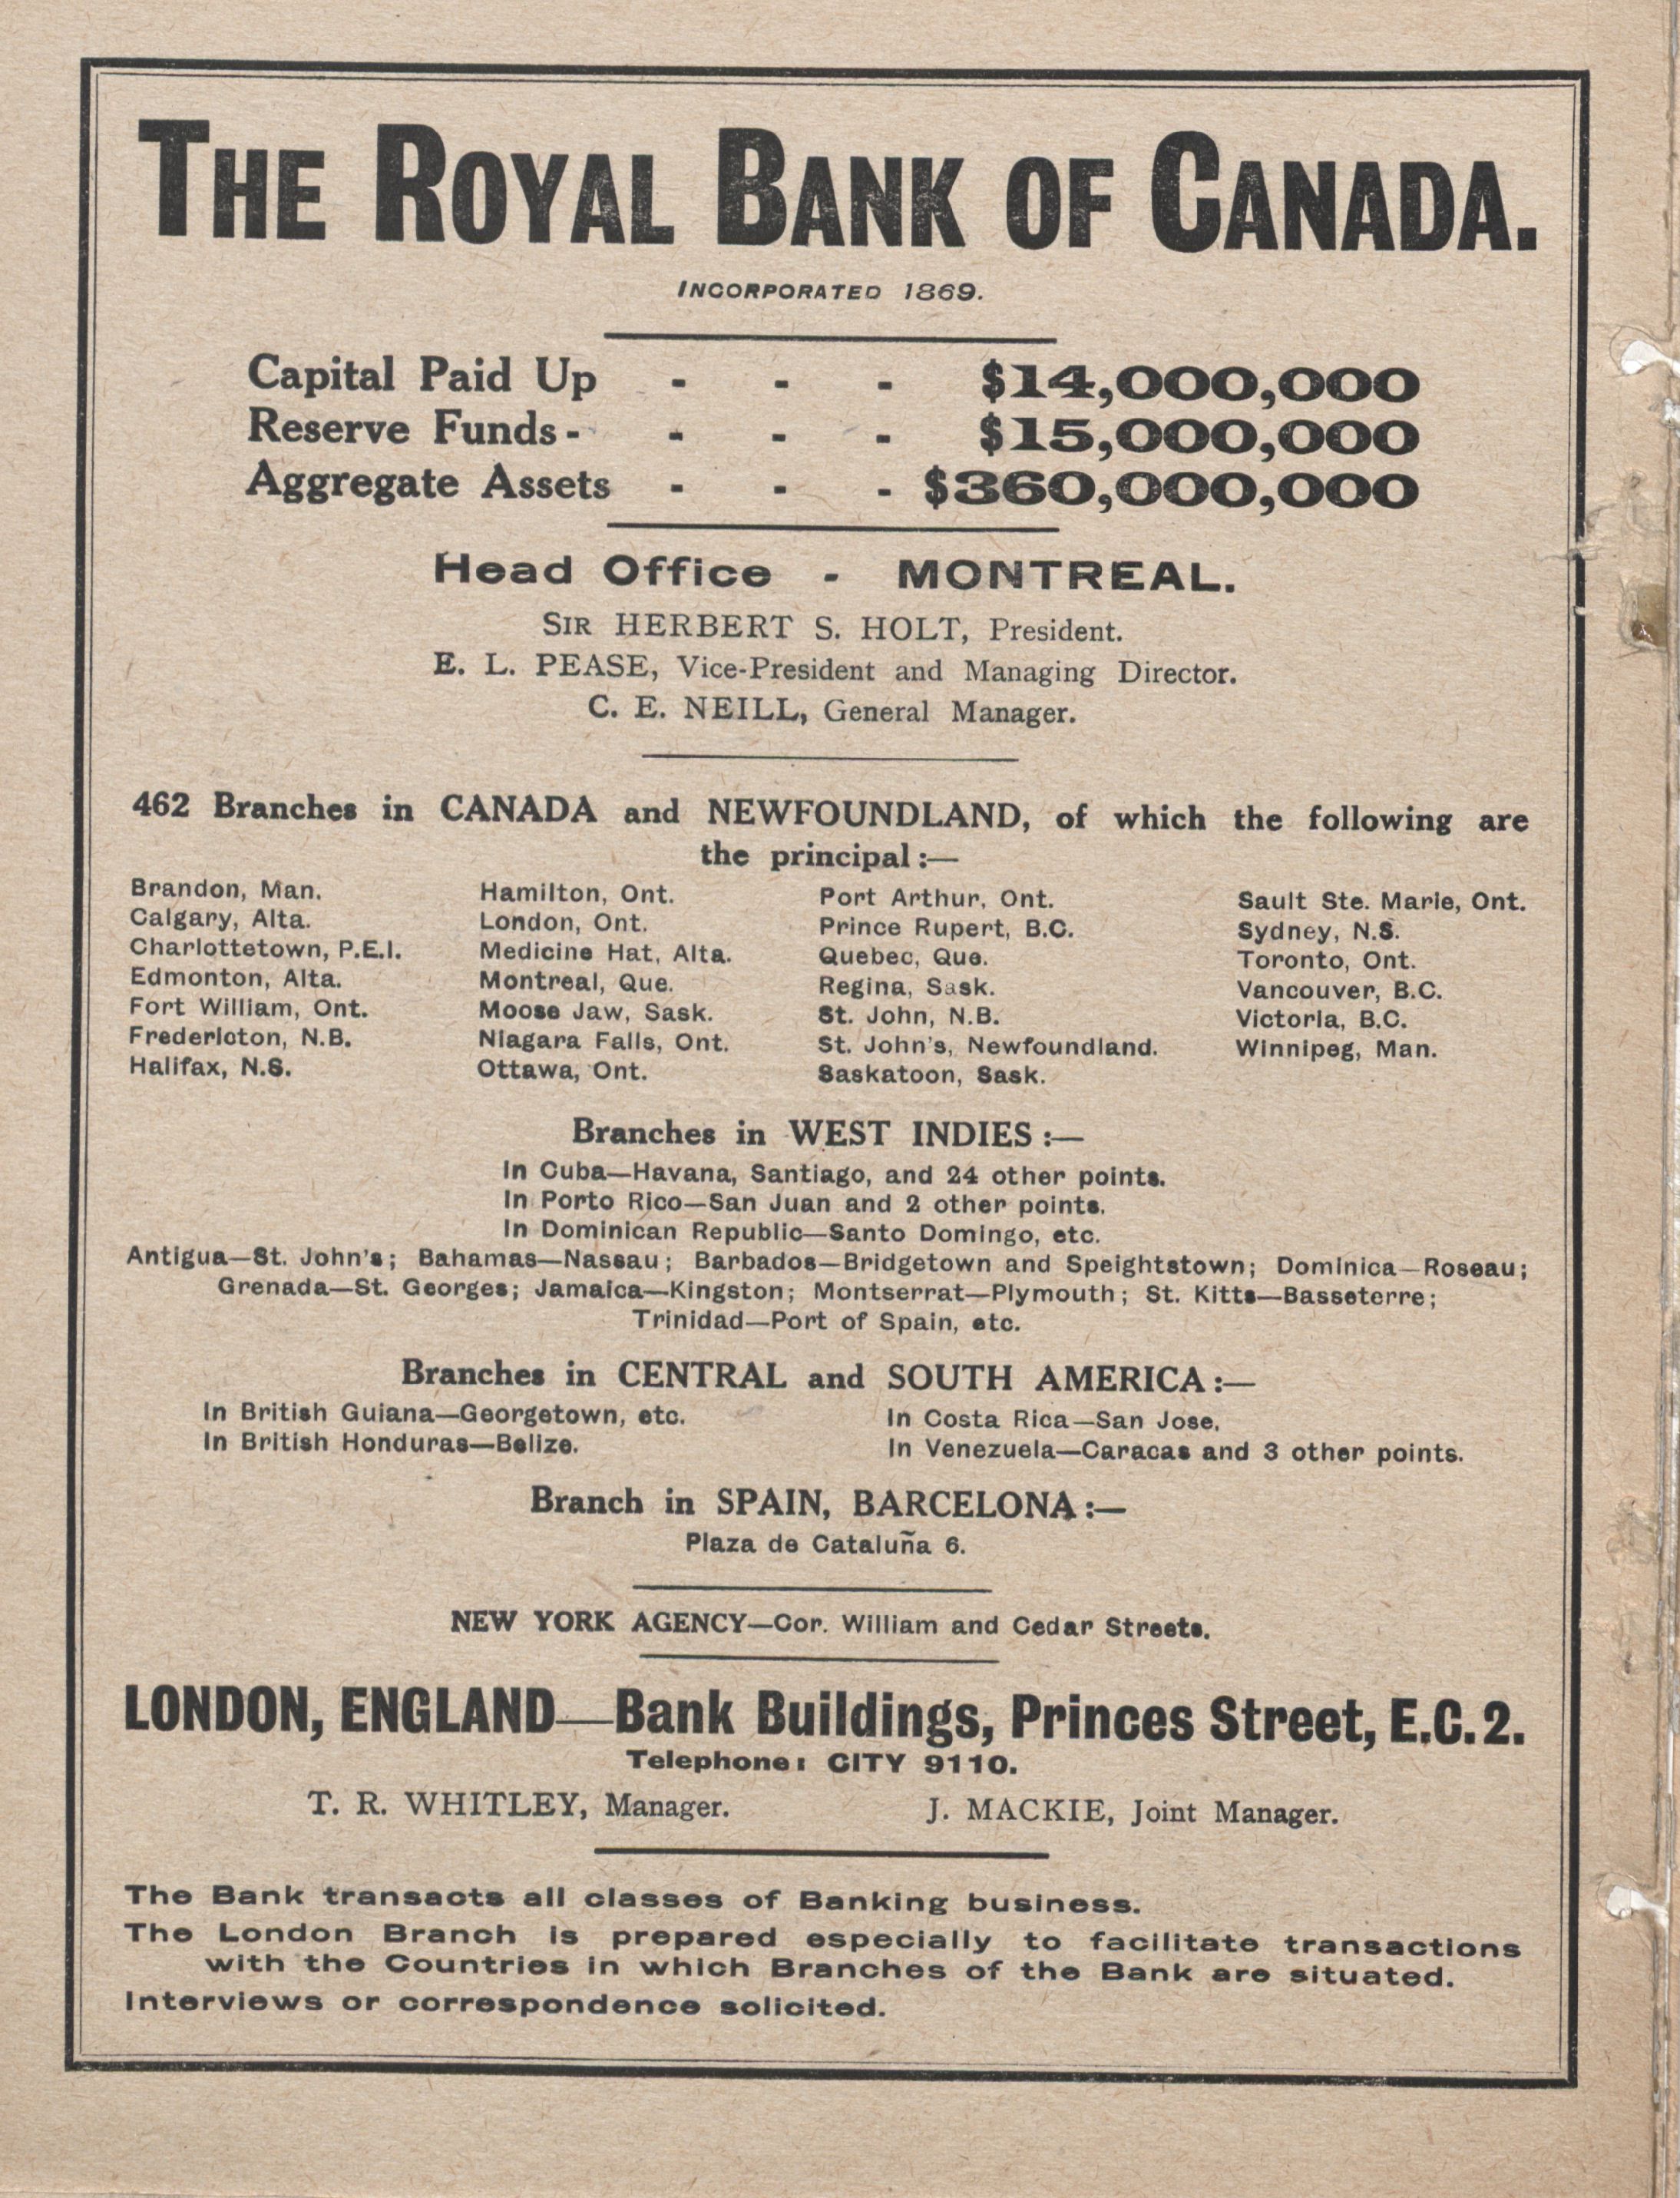 THE ROYAL BANK OF CANADA.
INCORPORATED 1869.
Capital Paid Up - - - $14,000,000
Reserve Funds - - - - $15,000,000
Aggregate Assets - - - $360,000,000
Head Office - MONTREAL.
SIR HERBERT S. HOLT, President.
E. L. PEASE, Vice-President and Managing Director.
C. E. NEILL, General Manager.
462 Branches in CANADA and NEWFOUNDLAND, of which the following are
the principal :—
Brandon, Man.
Calgary, Alta.
Charlottetown, P.E.I.
Edmonton, Alta.
Fort William, Ont.
Fredericton, N.B.
Halifax, N.S.
Hamilton, Ont.
London, Ont.
Medicine Hat, Alta.
Montreal, Que.
Moose Jaw, Sask.
Niagara Falls, Ont.
Ottawa, Ont.
Port Arthur, Ont.
Prince Rupert, B.C.
Quebec, Que.
Regina, Sask.
St. John, N.B.
St. John's, Newfoundland.
Saskatoon, Sask.
Sault Ste. Marie, Ont.
Sydney, N.S.
Toronto, Ont.
Vancouver, B.C.
Victoria, B.C.
Winnipeg, Man.
Branches in WEST INDIES :—
In Cuba—Havana, Santiago, and 24 other points.
In Porto Rico—San Juan and 2 other points.
In Dominican Republic—Santo Domingo, etc.
Antigua—St. John's; Bahamas—Nassau; Barbados—Bridgetown and Speightstown; Dominica—Roseau;
Grenada—St. Georges; Jamaica—Kingston; Montserrat—Plymouth; St. Kitts—Basseterre;
Trinidad—Port of Spain, etc.
Branches in CENTRAL and SOUTH AMERICA :—
In British Guiana—Georgetown, etc.
In British Honduras—Belize.
In Costa Rica—San Jose.
In Venezuela—Caracas and 3 other points.
Branch in SPAIN, BARCELONA :—
Plaza de Cataluña 6.
NEW YORK AGENCY—Cor. William and Cedar Streets.
LONDON, ENGLAND—Bank Buildings, Princes Street, E.C. 2.
Telephone: CITY 9110.
T. R. WHITLEY, Manager. J. MACKIE, Joint Manager.
The Bank transacts all classes of Banking business.
The London Branch is prepared especially to facilitate transactions
with the Countries in which Branches of the Bank are situated.
Interviews or correspondence solicited.